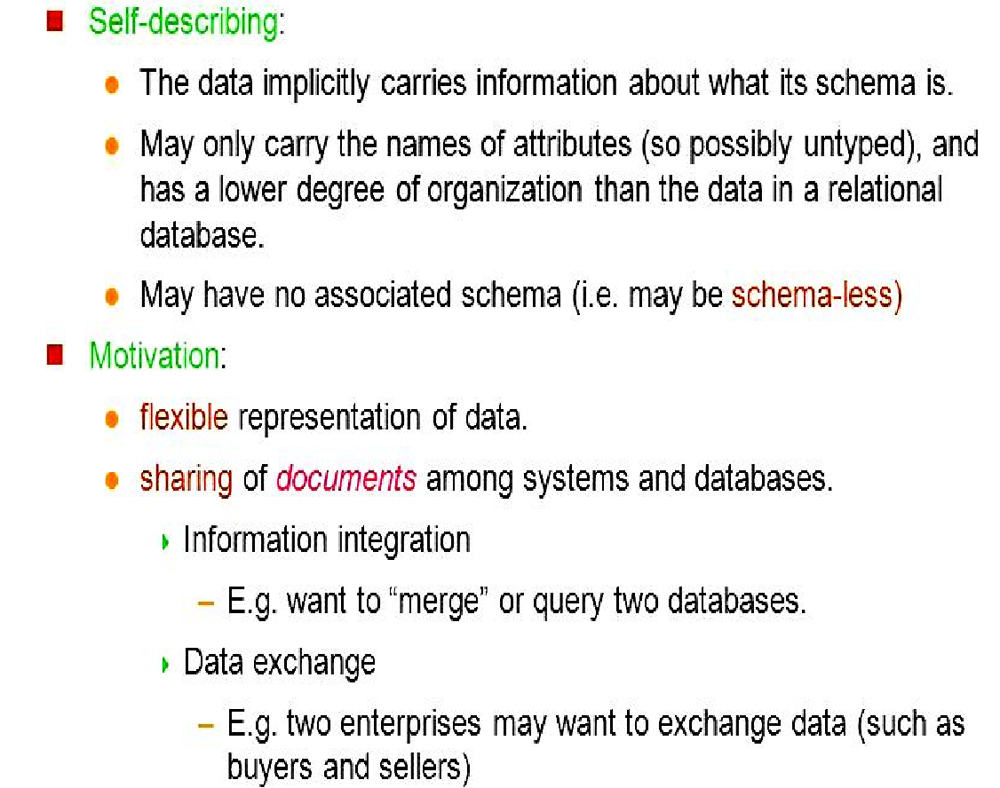 Self-describing:
The data implicitly carries information about what its schema is.
May only carry the names of attributes (so possibly untyped), and
has a lower degree of organization than the data in a relational
database.
May have no associated schema (i.e. may be schema-less)
Motivation:
flexible representation of data.
sharing of documents among systems and databases.
Information integration
– E.g. want to “merge” or query two databases.
Data exchange
– E.g. two enterprises may want to exchange data (such as
buyers and sellers)